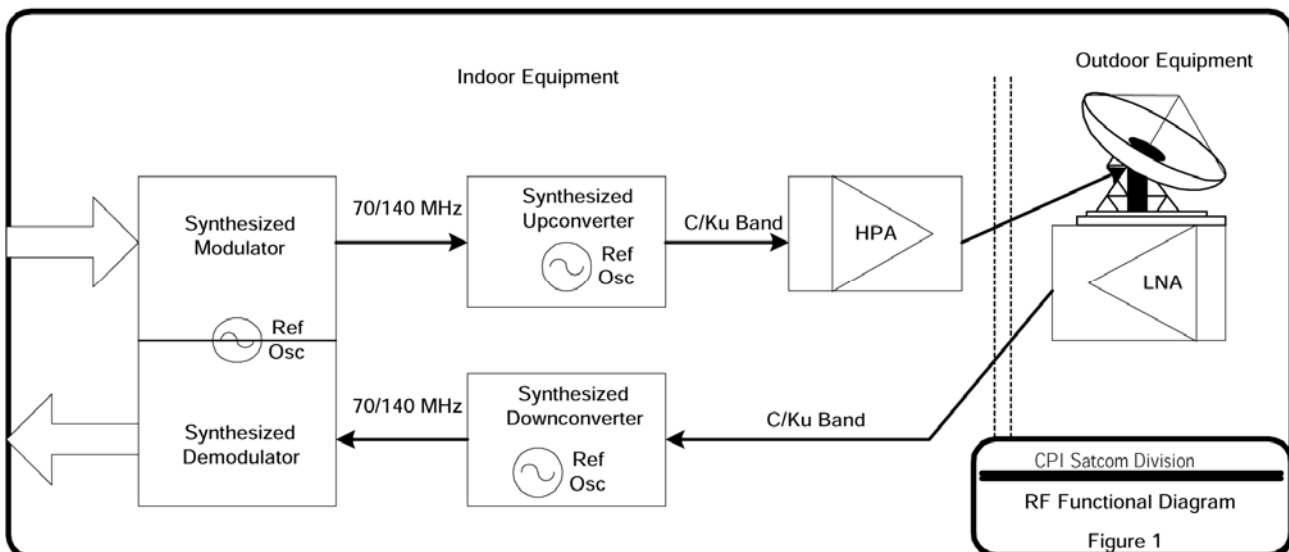 Indoor Equipment
Outdoor Equipment
Synthesized
Modulator
70/140 MHz
Synthesized
Upconverter
Ref
Osc
C/Ku Band
HPA
LNA
Ref
Osc
Synthesized
Demodulator
70/140 MHz
Synthesized
Downconverter
Ref
Osc
C/Ku Band
CPI Satcom Division
RF Functional Diagram
Figure 1